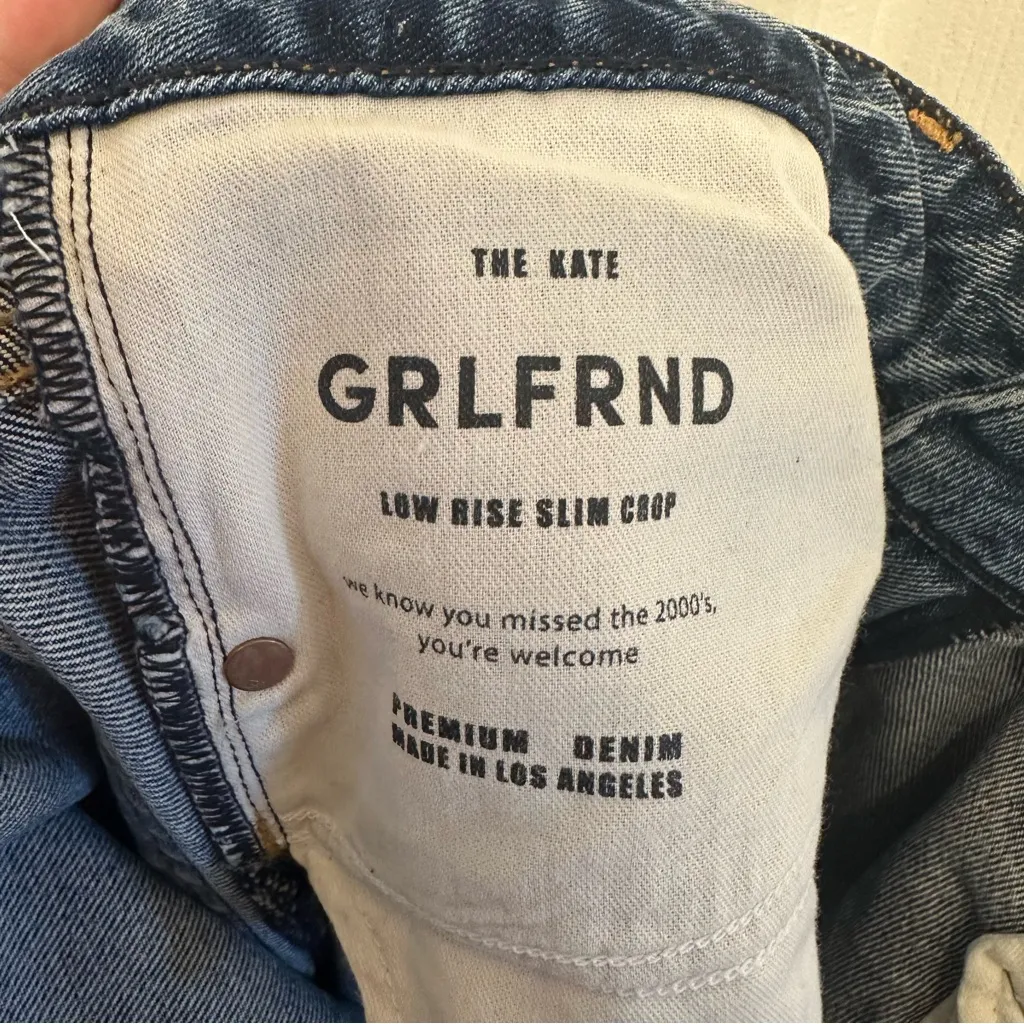 THE KATE
GRLFRND
LOW RISE SLIM CROP
we know you missed the 2000's,
you're welcome
PREMIUM DENIM
MADE IN LOS ANGELES